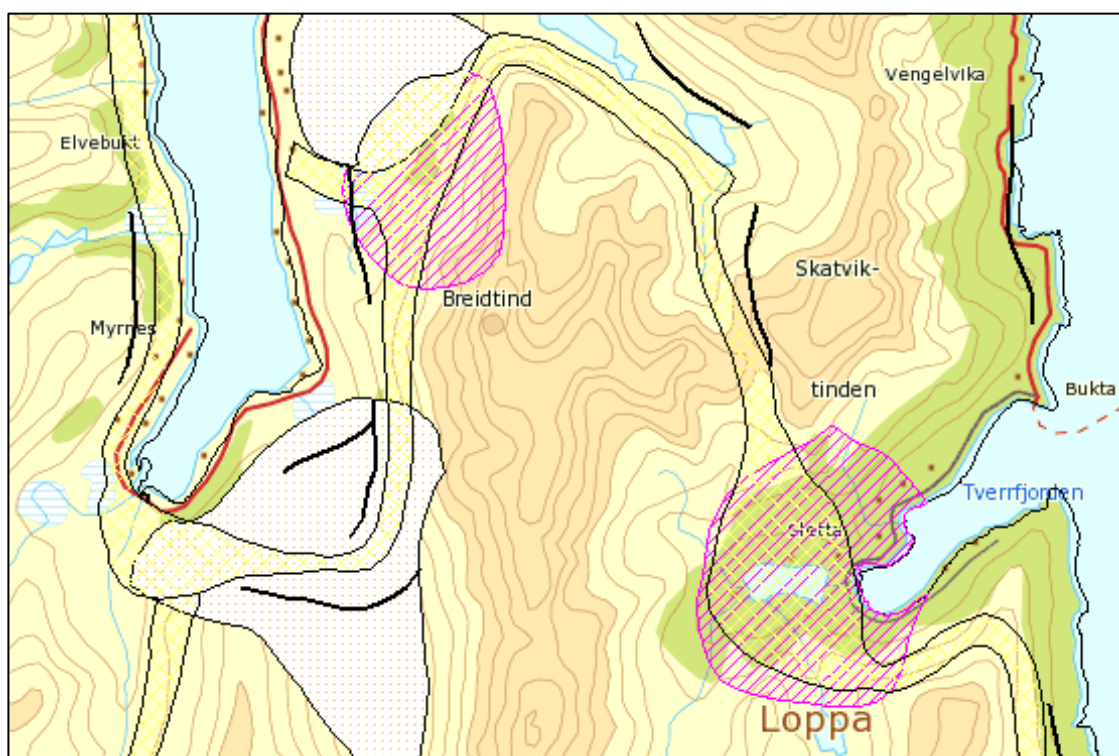 Vengelvika
Elvebukt
Skatvik-
Breidtind
Myrnes
tinden
Bukta
Tverrfjorden
Sletta
Loppa